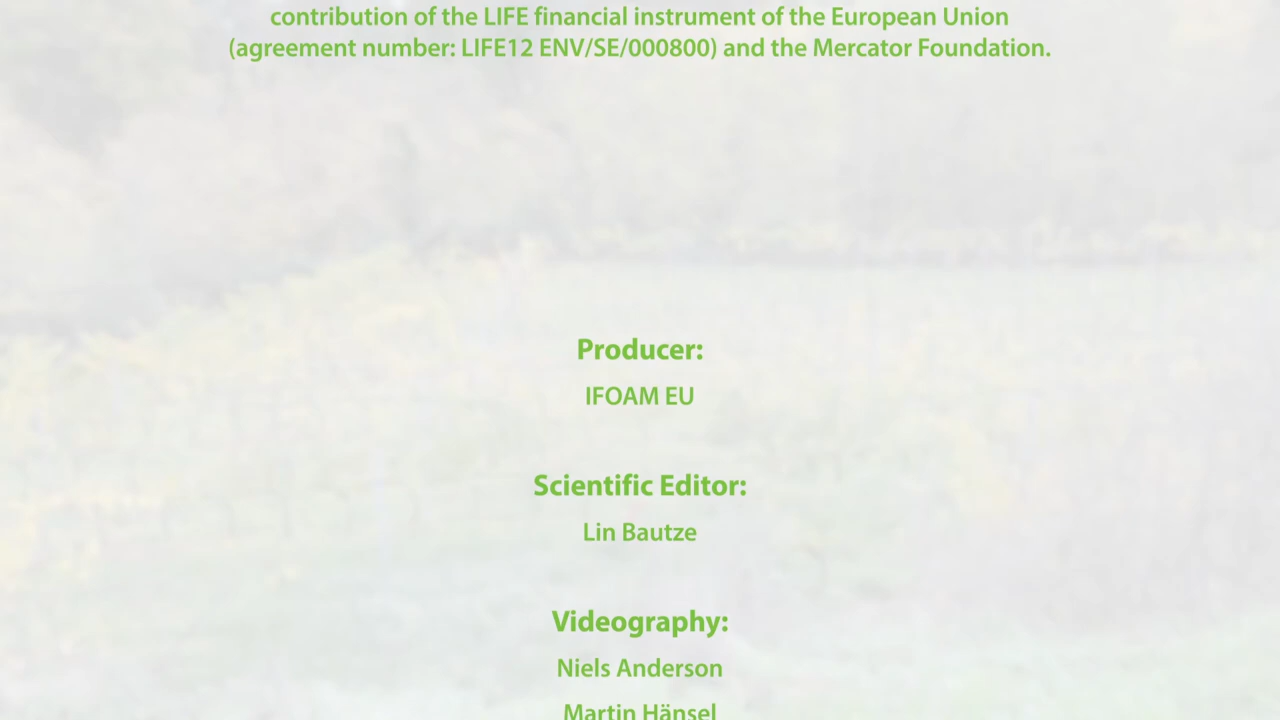 contribution of the LIFE financial instrument of the European Union
(agreement number: LIFE12 ENV/SE/000800) and the Mercator Foundation.
Producer:
IFOAM EU
Scientific Editor:
Lin Bautze
Videography:
Niels Anderson
Martin Hänsel